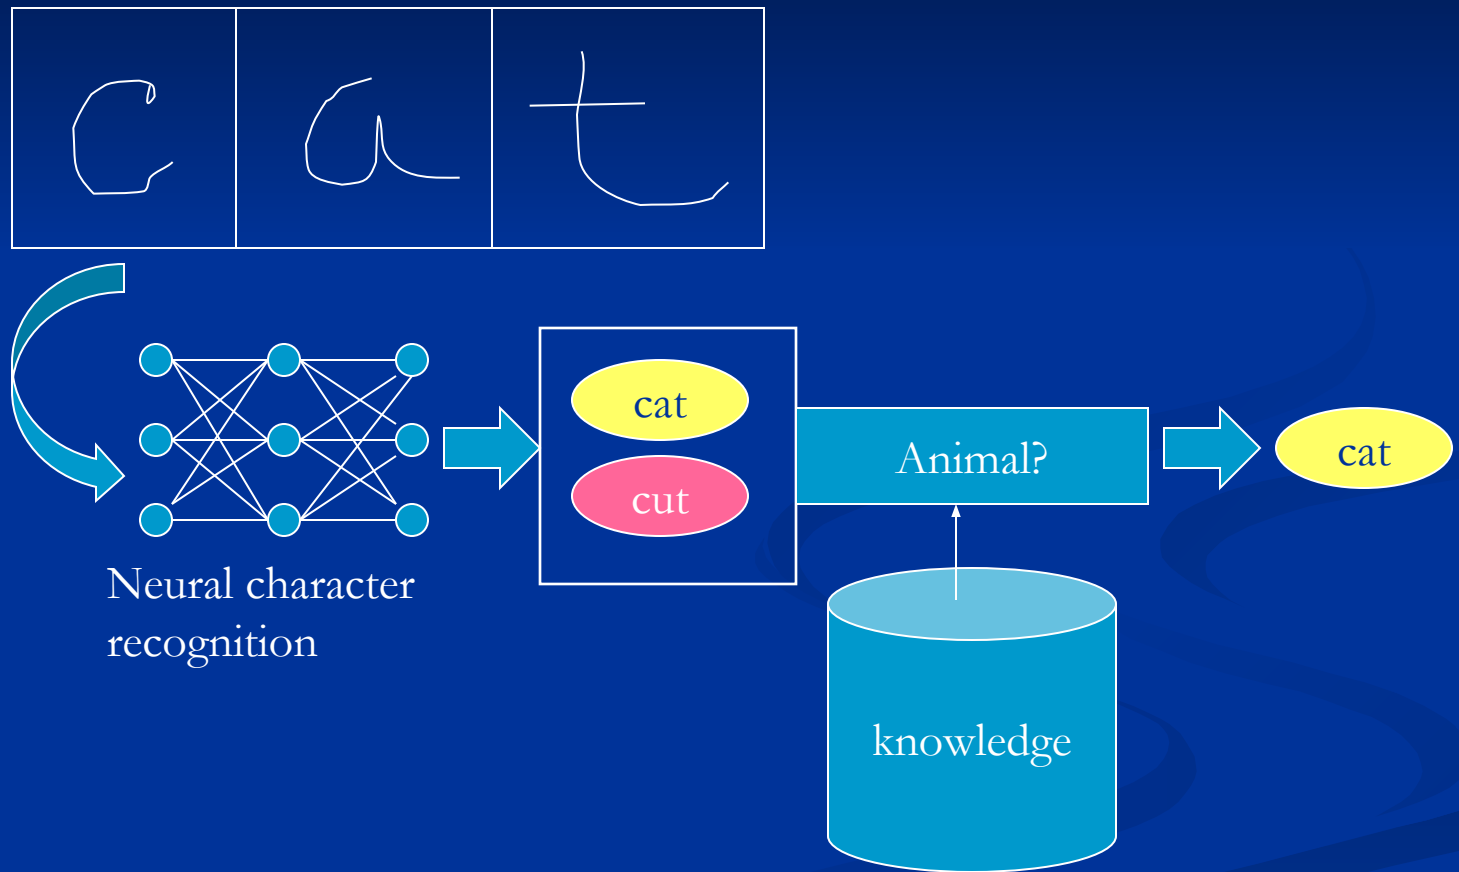 c a t
cat
cut
Animal?
cat
Neural character
recognition
knowledge